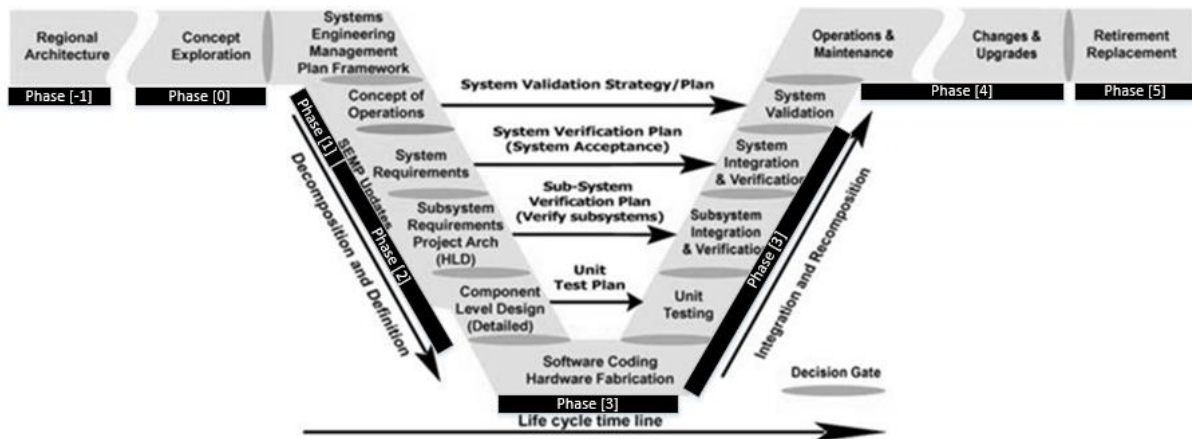 Regional
Architecture
Phase [-1]
Concept
Exploration
Phase [0]
Systems
Engineering
Management
Plan Framework
Concept of
Operations
System
Requirements
Subsystem
Requirements
Project Arch
(HLD)
Component
Level Design
(Detailed)
Phase [1]
SEMP Updates
Phase [2]
Decomposition and Definition
System Validation Strategy/Plan
System Verification Plan
(System Acceptance)
Sub-System
Verification Plan
(Verify subsystems)
Unit
Test Plan
Software Coding
Hardware Fabrication
Phase [3]
Life cycle time line
Unit
Testing
Subsystem
Integration
& Verification
System
Integration
& Verification
System
Validation
Phase [3]
Integration and Recomposition
Operations &
Maintenance
Changes &
Upgrades
Phase [4]
Retirement
Replacement
Phase [5]
Decision Gate